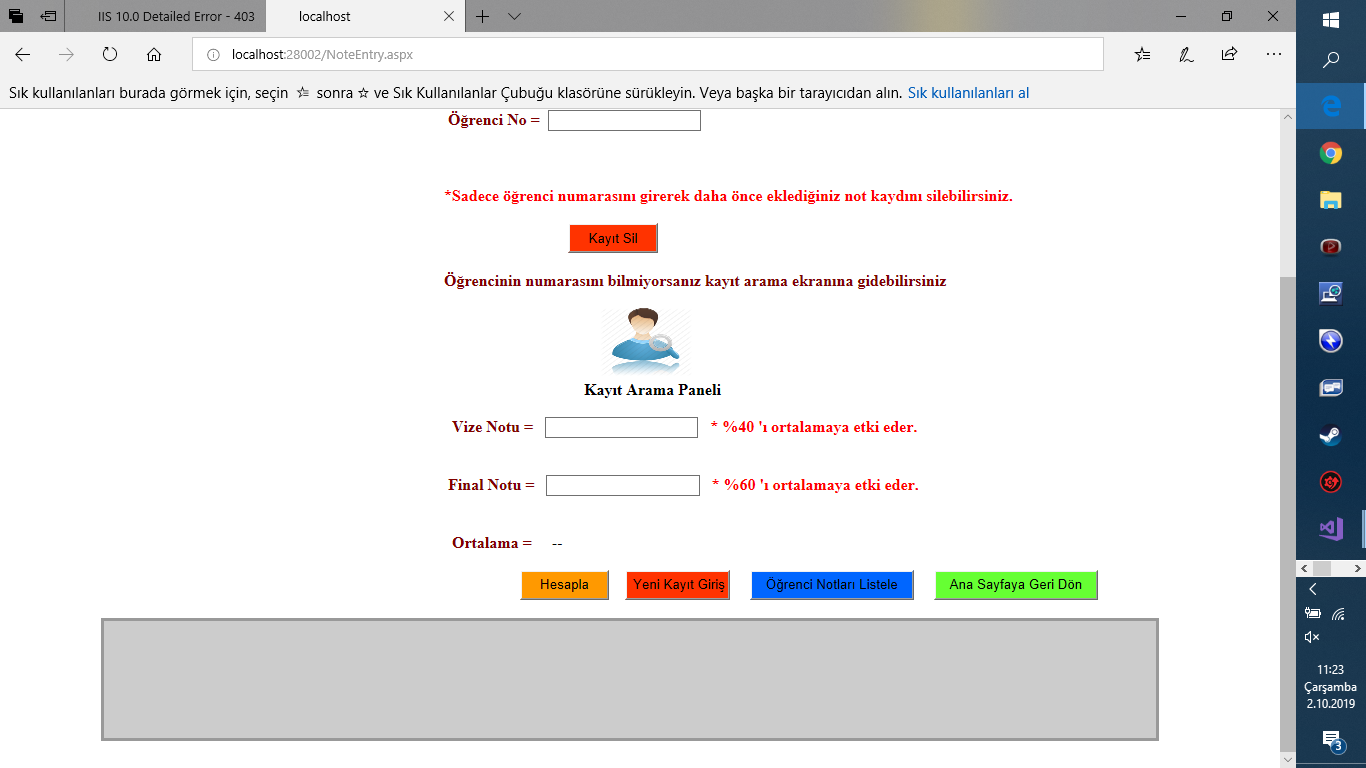 IIS 10.0 Detailed Error - 403
localhost
localhost:28002/NoteEntry.aspx
Sık kullanılanları burada görmek için, seçin sonra ve Sık Kullanılanlar Çubuğu klasörüne sürükleyin. Veya başka bir tarayıcıdan alın. Sık kullanılanları al
Öğrenci No =
*Sadece öğrenci numarasını girerek daha önce eklediğiniz not kaydını silebilirsiniz.
Kayıt Sil
Öğrencinin numarasını bilmiyorsanız kayıt arama ekranına gidebilirsiniz
Kayıt Arama Paneli
Vize Notu = * %40 'ı ortalamaya etki eder.
Final Notu = * %60 'ı ortalamaya etki eder.
Ortalama = --
Hesapla Yeni Kayıt Giriş Öğrenci Notları Listele Ana Sayfaya Geri Dön
11:23
Çarşamba
2.10.2019
3